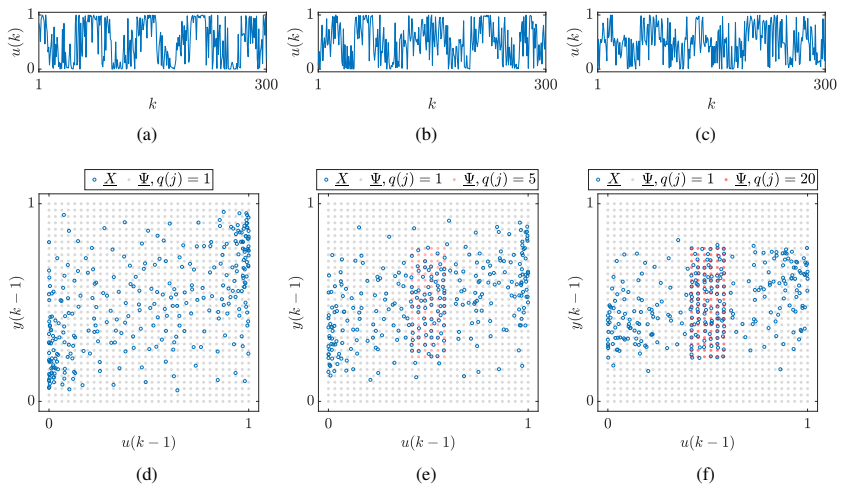 1
u(k)
0
1
300
k
(a)
1
u(k)
0
1
300
k
(b)
1
u(k)
0
1
300
k
(c)
X Ψ, q(j) = 1
1
y(k − 1)
0
0
1
u(k − 1)
(d)
X Ψ, q(j) = 1 Ψ, q(j) = 5
1
y(k − 1)
0
0
1
u(k − 1)
(e)
X Ψ, q(j) = 1 Ψ, q(j) = 20
1
y(k − 1)
0
0
1
u(k − 1)
(f)